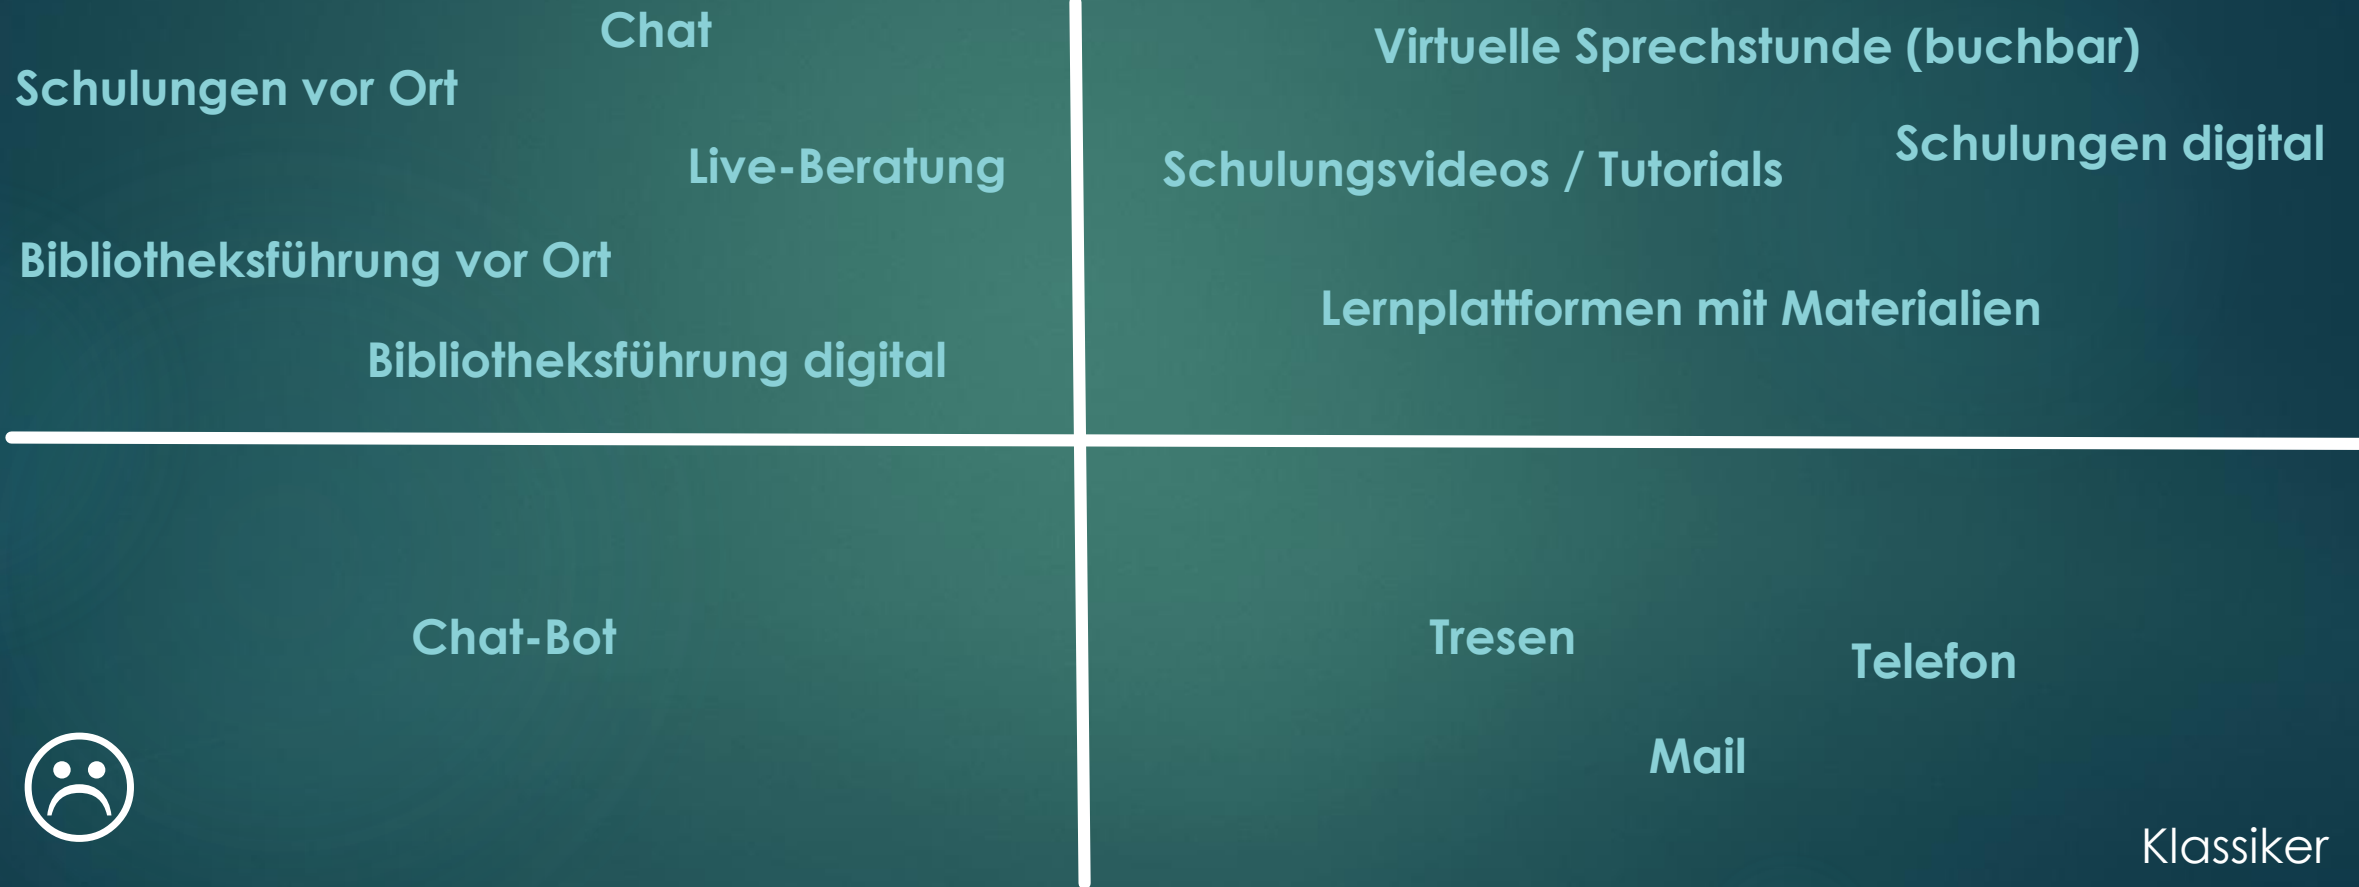 Chat
Schulungen vor Ort
Live-Beratung
Bibliotheksführung vor Ort
Bibliotheksführung digital
Virtuelle Sprechstunde (buchbar)
Schulungen digital
Schulungsvideos / Tutorials
Lernplattformen mit Materialien
Chat-Bot
Tresen
Telefon
Mail
Klassiker